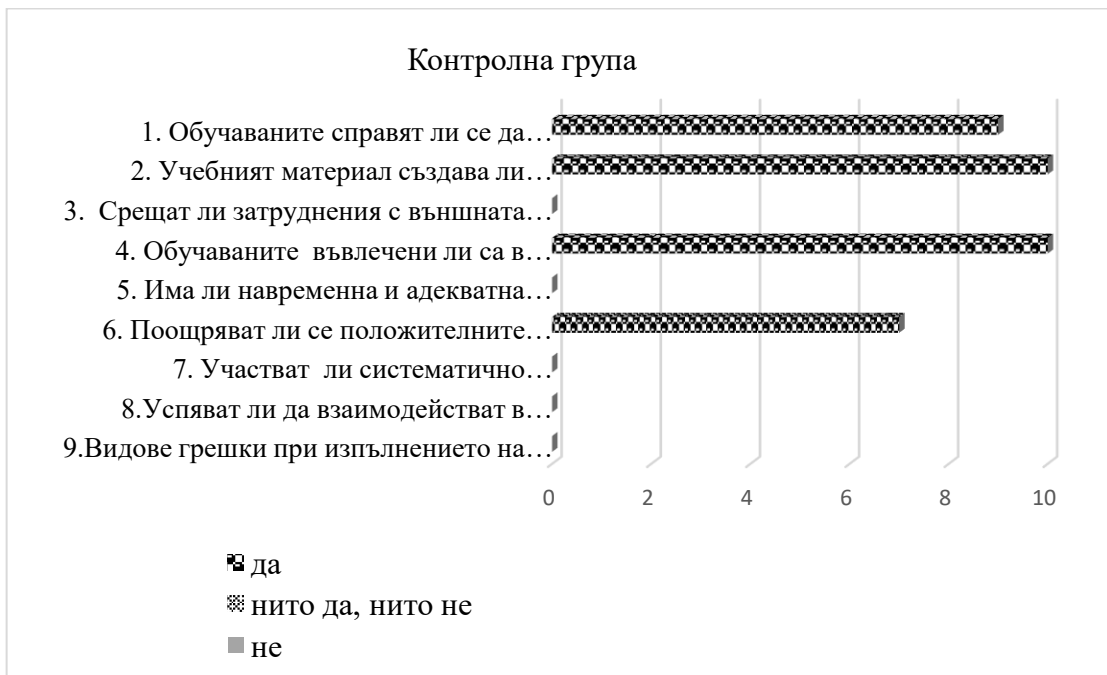 Контролна група
1. Обучаваните справят ли се да…
2. Учебният материал създава ли…
3. Срещат ли затруднения с външната…
4. Обучаваните въвлечени ли са в…
5. Има ли навременна и адекватна…
6. Поощряват ли се положителните…
7. Участват ли систематично…
8.Успяват ли да взаимодействат в…
9.Видове грешки при изпълнението на…
0 2 4 6 8 10
да
нито да, нито не
не